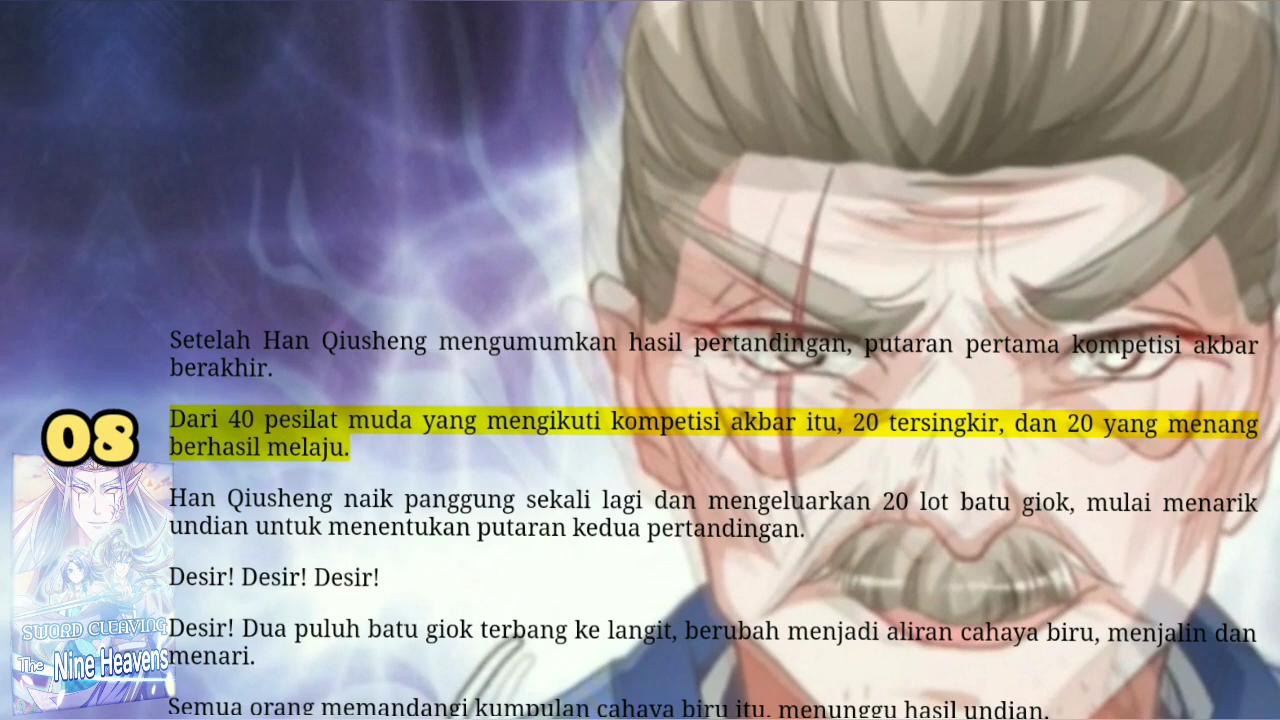 Setelah Han Qiusheng mengumumkan hasil pertandingan, putaran pertama kompetisi akbar
berakhir.
Dari 40 pesilat muda yang mengikuti kompetisi akbar itu, 20 tersingkir, dan 20 yang menang
berhasil melaju.
08
Han Qiusheng naik panggung sekali lagi dan mengeluarkan 20 lot batu giok, mulai menarik
undian untuk menentukan putaran kedua pertandingan.
Desir! Desir! Desir!
Desir! Dua puluh batu giok terbang ke langit, berubah menjadi aliran cahaya biru, menjalin dan
menari.
SWORD CLEAVING
The Nine Heavens
Semua orang memandangi kumpulan cahaya biru itu, menunggu hasil undian.